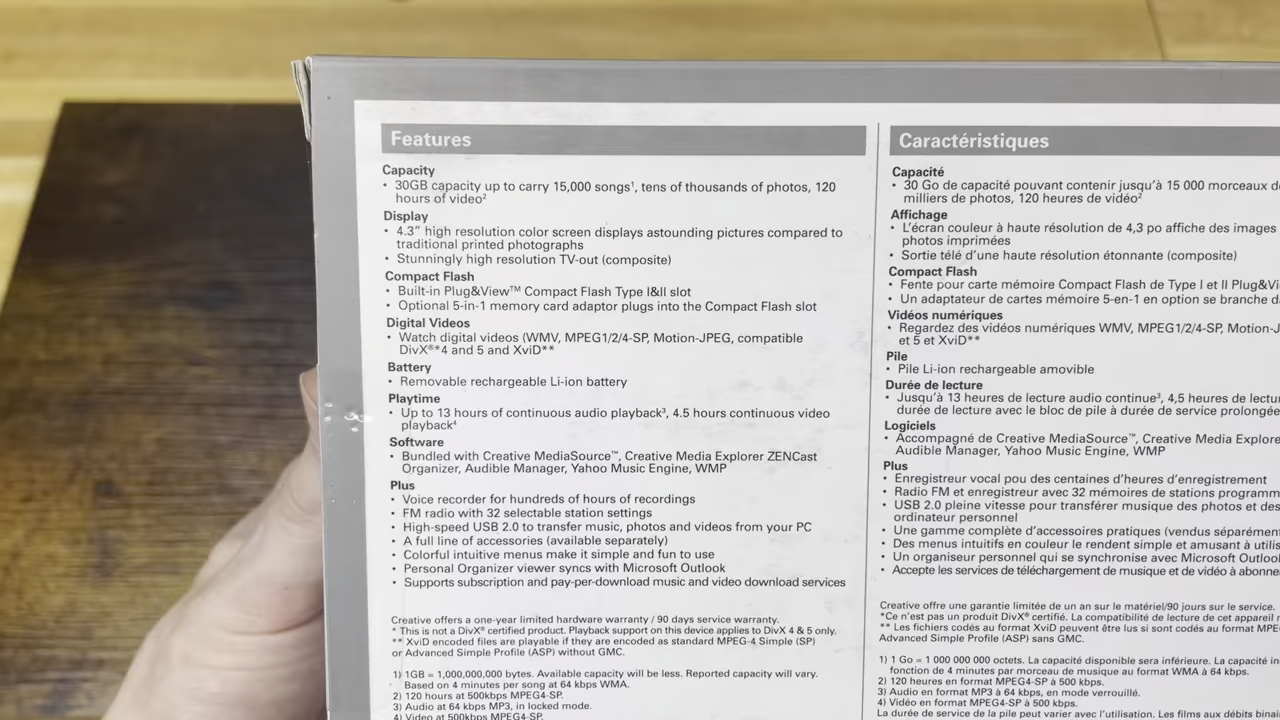 Features
Capacity
• 30GB capacity up to carry 15,000 songs¹, tens of thousands of photos, 120
hours of video²
Display
• 4.3” high resolution color screen displays astounding pictures compared to
traditional printed photographs
• Stunningly high resolution TV-out (composite)
Compact Flash
• Built-in Plug&View™ Compact Flash Type I&II slot
• Optional 5-in-1 memory card adaptor plugs into the Compact Flash slot
Digital Videos
• Watch digital videos (WMV, MPEG1/2/4-SP, Motion-JPEG, compatible
DivX®*4 and 5 and XviD**
Battery
• Removable rechargeable Li-ion battery
Playtime
• Up to 13 hours of continuous audio playback³, 4.5 hours continuous video
playback⁴
Software
• Bundled with Creative MediaSource™, Creative Media Explorer ZENCast
Organizer, Audible Manager, Yahoo Music Engine, WMP
Plus
• Voice recorder for hundreds of hours of recordings
• FM radio with 32 selectable station settings
• High-speed USB 2.0 to transfer music, photos and videos from your PC
• A full line of accessories (available separately)
• Colorful intuitive menus make it simple and fun to use
• Personal Organizer viewer syncs with Microsoft Outlook
• Supports subscription and pay-per-download music and video download services
Creative offers a one-year limited hardware warranty / 90 days service warranty.
* This is not a DivX® certified product. Playback support on this device applies to DivX 4 & 5 only.
** XviD encoded files are playable if they are encoded as standard MPEG-4 Simple (SP)
or Advanced Simple Profile (ASP) without GMC.
1) 1GB = 1,000,000,000 bytes. Available capacity will be less. Reported capacity will vary.
Based on 4 minutes per song at 64 kbps WMA.
2) 120 hours at 500kbps MPEG4-SP.
3) Audio at 64 kbps MP3, in locked mode.
4) Video at 500kbps MPEG4-SP.
Caractéristiques
Capacité
• 30 Go de capacité pouvant contenir jusqu’à 15 000 morceaux
milliers de photos, 120 heures de vidéo²
Affichage
• L’écran couleur à haute résolution de 4,3 po affiche des images
photos imprimées
• Sortie télé d’une haute résolution étonnante (composite)
Compact Flash
• Fente pour carte mémoire Compact Flash de Type I et II
• Un adaptateur de cartes mémoire 5-en-1 en option se branche
Vidéos numériques
• Regardez des vidéos numériques WMV, MPEG1/2/4-SP,
et 5 et XviD**
Pile
• Pile Li-ion rechargeable amovible
Durée de lecture
• Jusqu’à 13 heures de lecture audio continue³, 4,5 heures de
durée de lecture avec le bloc de pile à durée de service
Logiciels
• Accompagné de Creative MediaSource™, Creative Media
Audible Manager, Yahoo Music Engine, WMP
Plus
• Enregistreur vocal pou des centaines d’heures d’enregistrement
• Radio FM et enregistreur avec 32 mémoires de stations
• USB 2.0 pleine vitesse pour transférer musique des photos et des
ordinateur personnel
• Une gamme complète d’accessoires pratiques (vendus
• Des menus intuitifs en couleur le rendent simple et amusant à
• Un organiseur personnel qui se synchronise avec Microsoft
• Accepte les services de téléchargement de musique et de vidéo à
Creative offre une garantie limitée de un an sur le matériel/90 jours sur le service.
*Ce n’est pas un produit DivX® certifié. La compatibilité de lecture de cet appareil
** Les fichiers codés au format XviD peuvent être lus si sont codés au format
Advanced Simple Profile (ASP) sans GMC.
1) 1 Go = 1 000 000 000 octets. La capacité disponible sera inférieure. La capacité
fonction de 4 minutes par morceau de musique au format WMA à 64 kbps.
2) 120 heures en format MPEG4-SP à 500 kbps.
3) Audio en format MP3 à 64 kbps, en mode verrouillé.
4) Vidéo en format MPEG4-SP à 500 kbps.
La durée de service de la pile peut varier avec l’utilisation. Les films aux débits